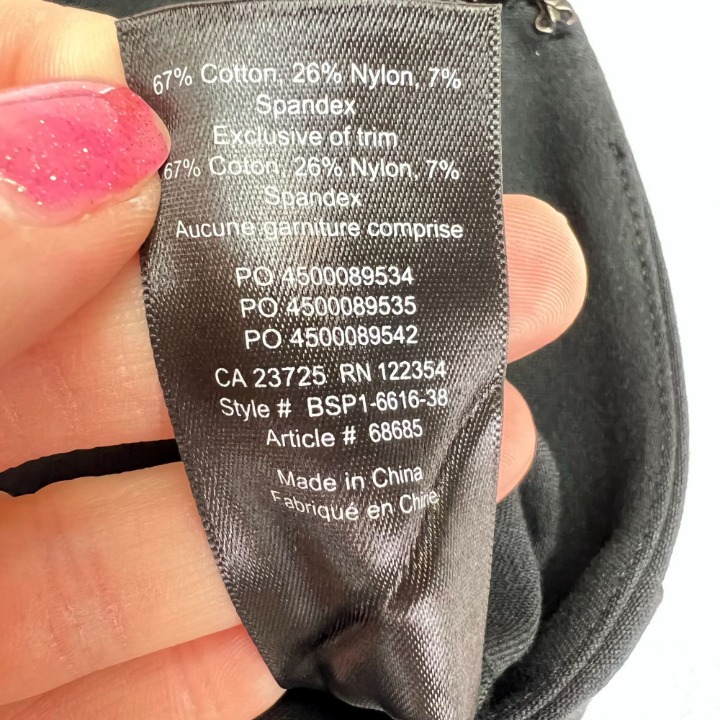 67% Cotton, 26% Nylon, 7%
Spandex
Exclusive of trim
67% Coton, 26% Nylon, 7%
Spandex
Aucune garniture comprise
PO 4500089534
PO 4500089535
PO 4500089542
CA 23725 RN 122354
Style # BSP1-6616-38
Article # 68685
Made in China
Fabriqué en Chine